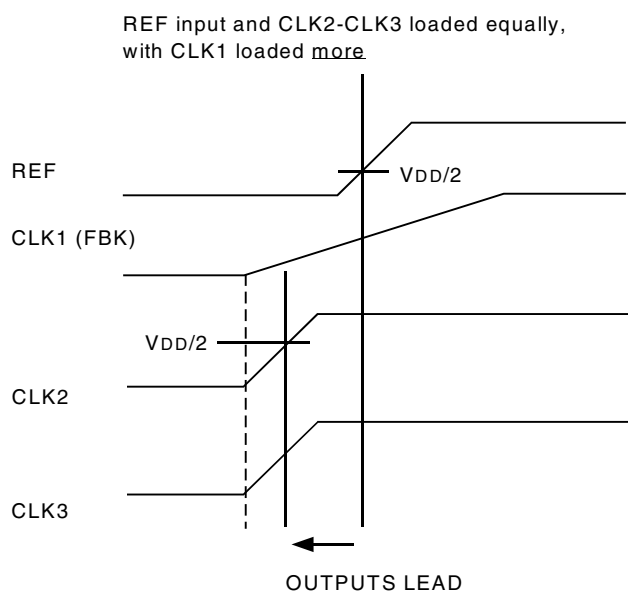 REF input and CLK2-CLK3 loaded equally,
with CLK1 loaded more
REF
VDD/2
CLK1 (FBK)
VDD/2
CLK2
CLK3
OUTPUTS LEAD